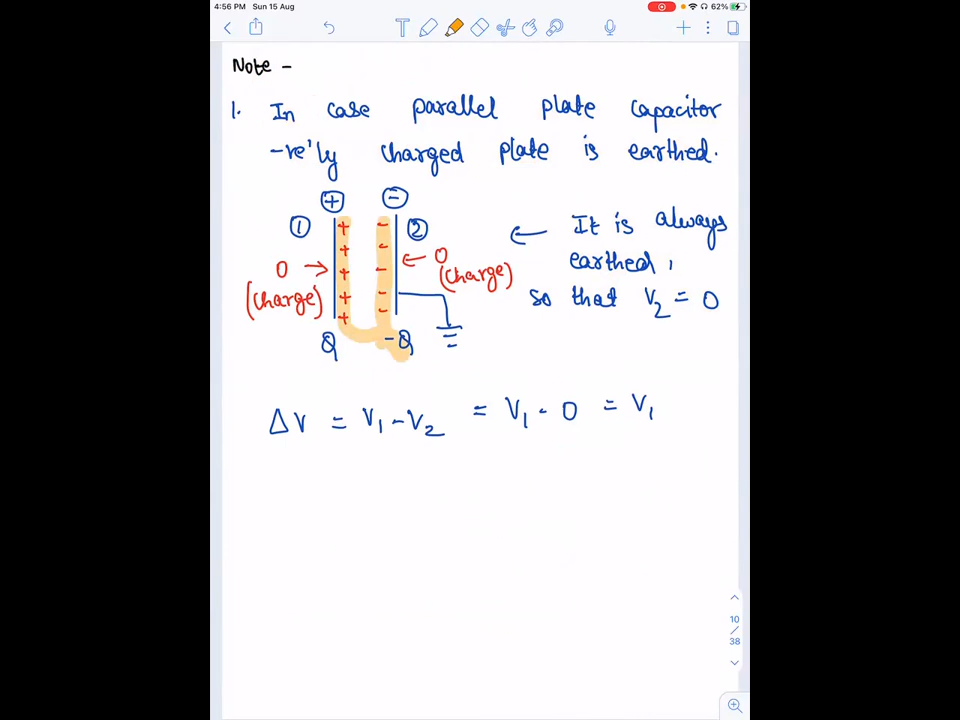 4:56 PM Sun 15 Aug 62%
Note -
1. In case parallel plate capacitor
-re'ly charged plate is earthed.
+ -
1 2
0 (charge)
0 (charge)
Q -Q
It is always
earthed,
so that V2 = 0
ΔV = V1 - V2 = V1 - 0 = V1
10
/
38